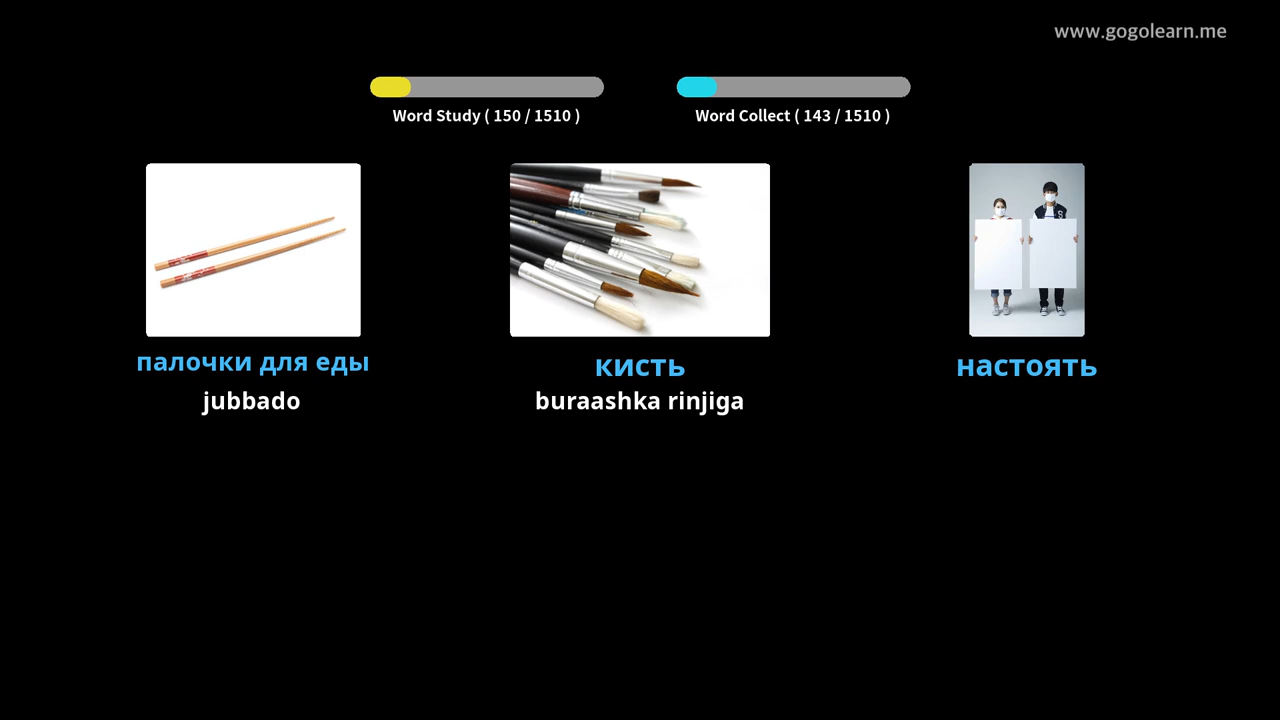 www.gogolearn.me
Word Study ( 150 / 1510 )
Word Collect ( 143 / 1510 )
палочки для еды
jubbado
кисть
buraashka rinjiga
настоять